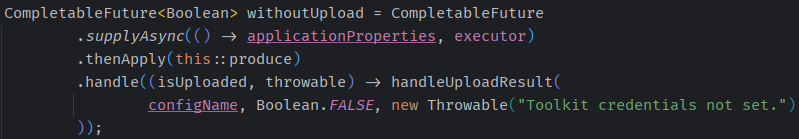 CompletableFuture<Boolean> withoutUpload = CompletableFuture
.supplyAsync(() -> applicationProperties, executor)
.thenApply(this::produce)
.handle((isUploaded, throwable) -> handleUploadResult(
configName, Boolean.FALSE, new Throwable("Toolkit credentials not set.")
));